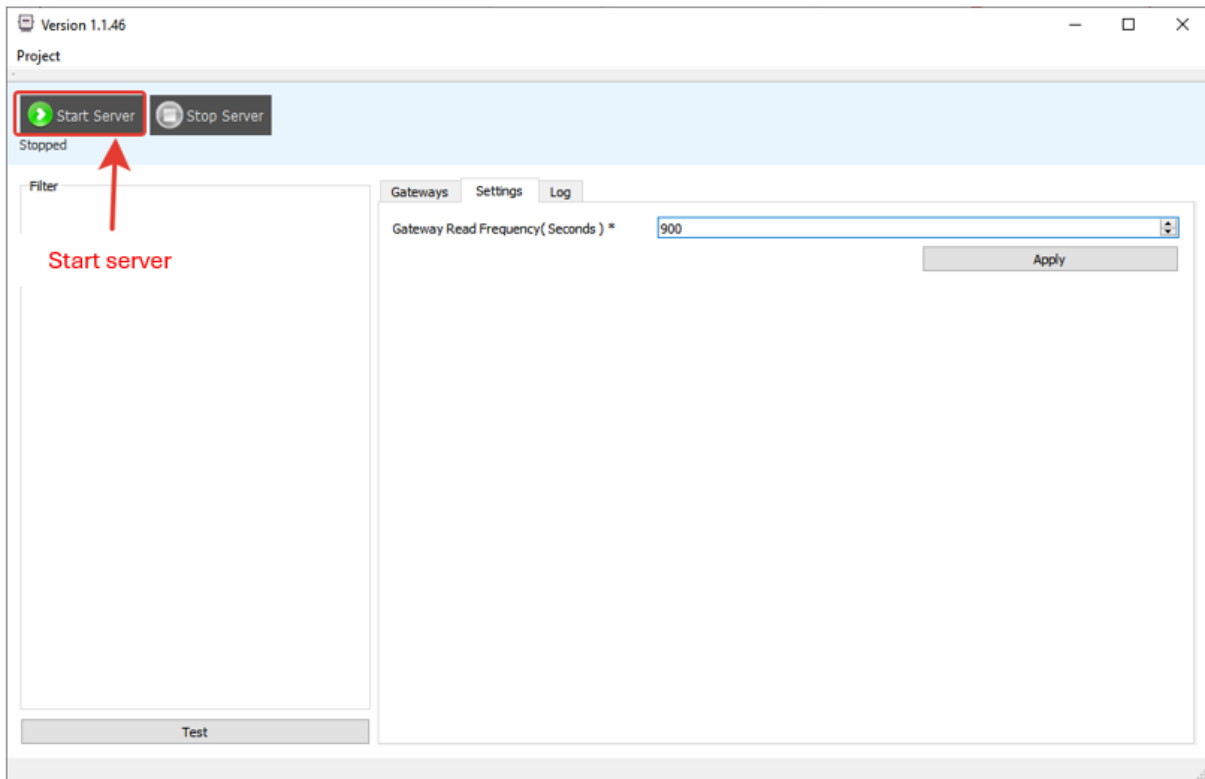 Version 1.1.46
Project
Start Server
Stop Server
Stopped
Filter
Start server
Gateways
Settings
Log
Gateway Read Frequency( Seconds ) *
900
Apply
Test